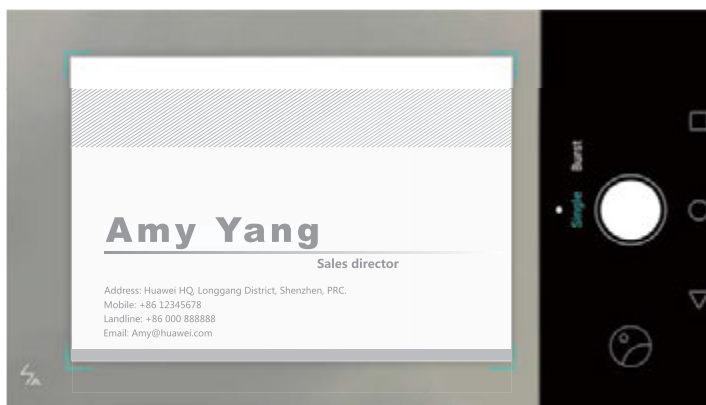 Amy Yang
Sales director
Address: Huawei HQ, Longgang District, Shenzhen, PRC.
Mobile: +86 12345678
Landline: +86 000 888888
Email: Amy@huawei.com
Single Burst